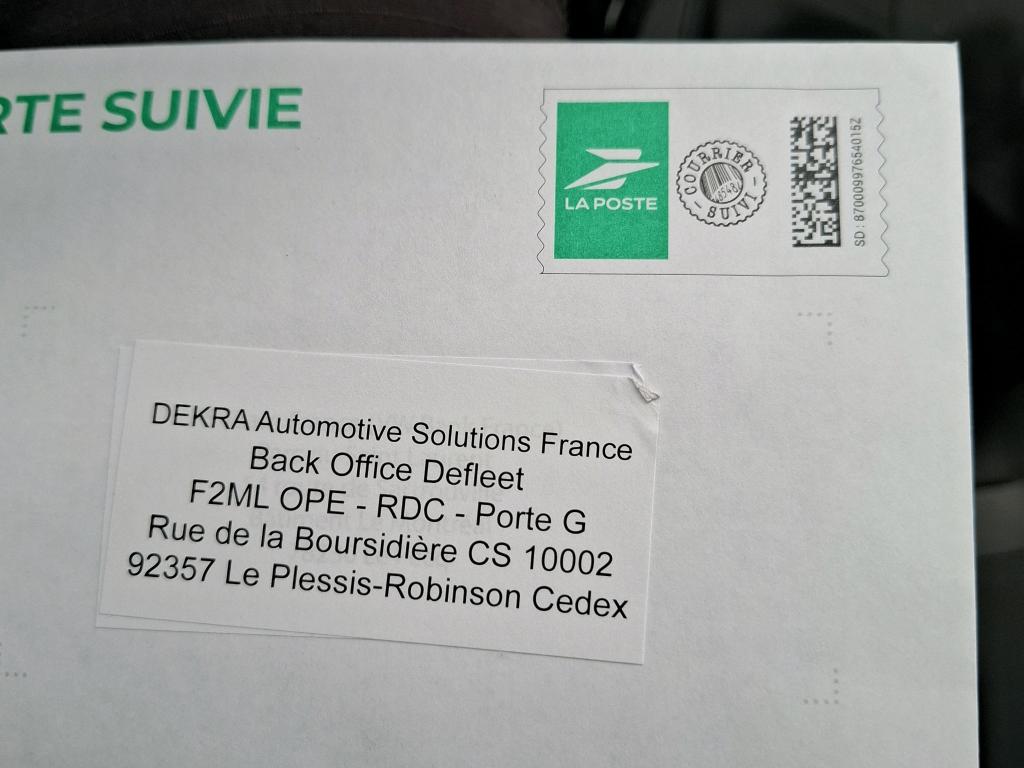 RTE SUIVIE
LA POSTE
COURRIER
SUIVI
SD : 87000997654016Z
DEKRA Automotive Solutions France
Back Office Defleet
F2ML OPE - RDC - Porte G
Rue de la Boursidière CS 10002
92357 Le Plessis-Robinson Cedex